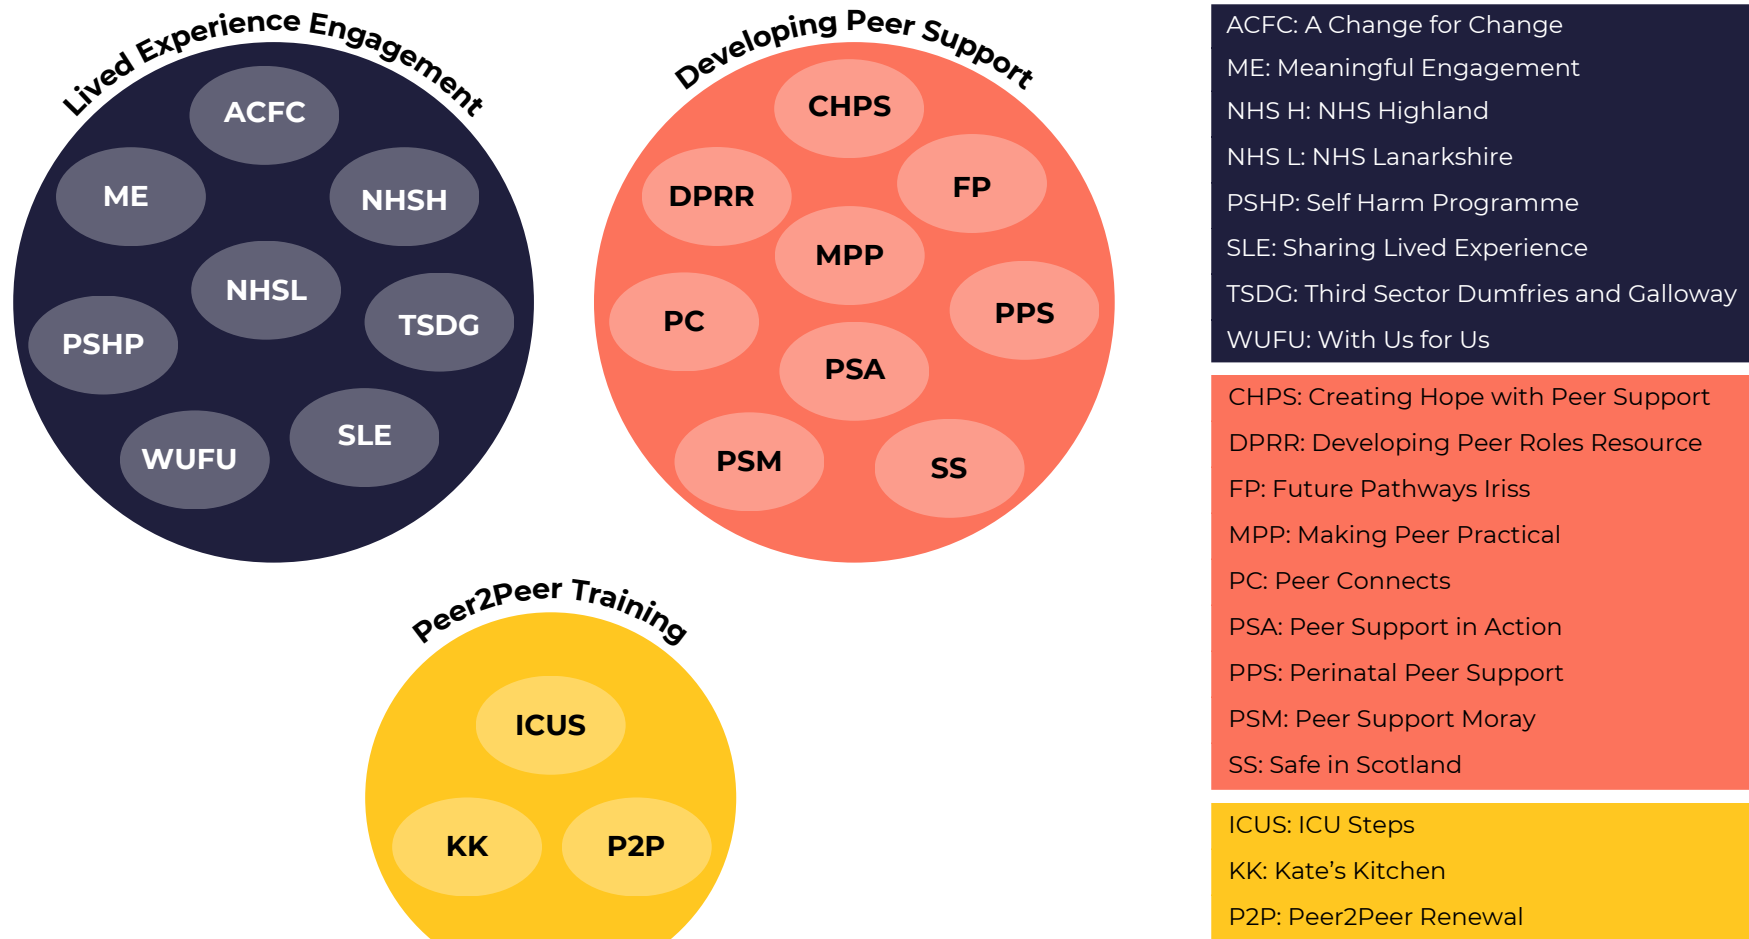 Lived Experience Engagement
ACFC
ME
NHSH
NHSL
TSDG
PSHP
SLE
WUFU
Developing Peer Support
CHPS
DPRR
FP
MPP
PC
PPS
PSA
PSM
SS
Peer2Peer Training
ICUS
KK
P2P
ACFC: A Change for Change
ME: Meaningful Engagement
NHS H: NHS Highland
NHS L: NHS Lanarkshire
PSHP: Self Harm Programme
SLE: Sharing Lived Experience
TSDG: Third Sector Dumfries and Galloway
WUFU: With Us for Us
CHPS: Creating Hope with Peer Support
DPRR: Developing Peer Roles Resource
FP: Future Pathways Iriss
MPP: Making Peer Practical
PC: Peer Connects
PSA: Peer Support in Action
PPS: Perinatal Peer Support
PSM: Peer Support Moray
SS: Safe in Scotland
ICUS: ICU Steps
KK: Kate’s Kitchen
P2P: Peer2Peer Renewal